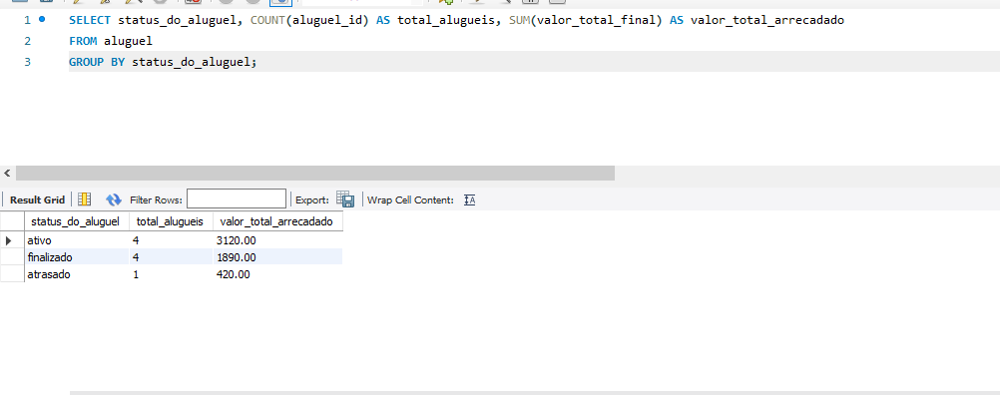 1 SELECT status_do_aluguel, COUNT(aluguel_id) AS total_alugueis, SUM(valor_total_final) AS valor_total_arrecadado
2 FROM aluguel
3 GROUP BY status_do_aluguel;
Result Grid Filter Rows: Export: Wrap Cell Content:
status_do_aluguel total_alugueis valor_total_arrecadado
ativo 4 3120.00
finalizado 4 1890.00
atrasado 1 420.00